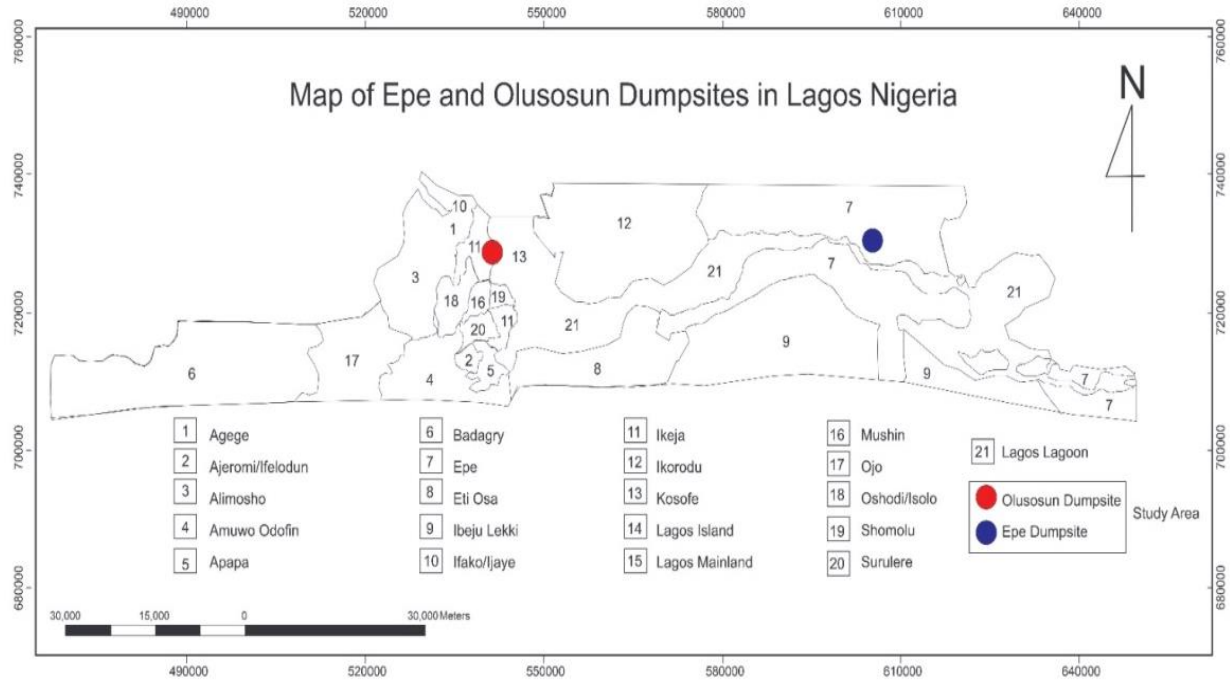 490000 520000 550000 580000 610000 640000
760000 760000
Map of Epe and Olusosun Dumpsites in Lagos Nigeria
N
740000 740000
10
7
12
1
11
13
7
3
21
21
18
16
19
11
21
20
720000 720000
17
2
9
6
4
5
8
9
7
7
1 Agege
2 Ajeromi/Ifelodun
3 Alimosho
4 Amuwo Odofin
5 Apapa
6 Badagry
7 Epe
8 Eti Osa
9 Ibeju Lekki
10 Ifako/Ijaye
11 Ikeja
12 Ikorodu
13 Kosofe
14 Lagos Island
15 Lagos Mainland
16 Mushin
17 Ojo
18 Oshodi/Isolo
19 Shomolu
20 Surulere
21 Lagos Lagoon
Olusosun Dumpsite
Epe Dumpsite
Study Area
700000 700000
680000 680000
30,000 15,000 0 30,000 Meters
490000 520000 550000 580000 610000 640000